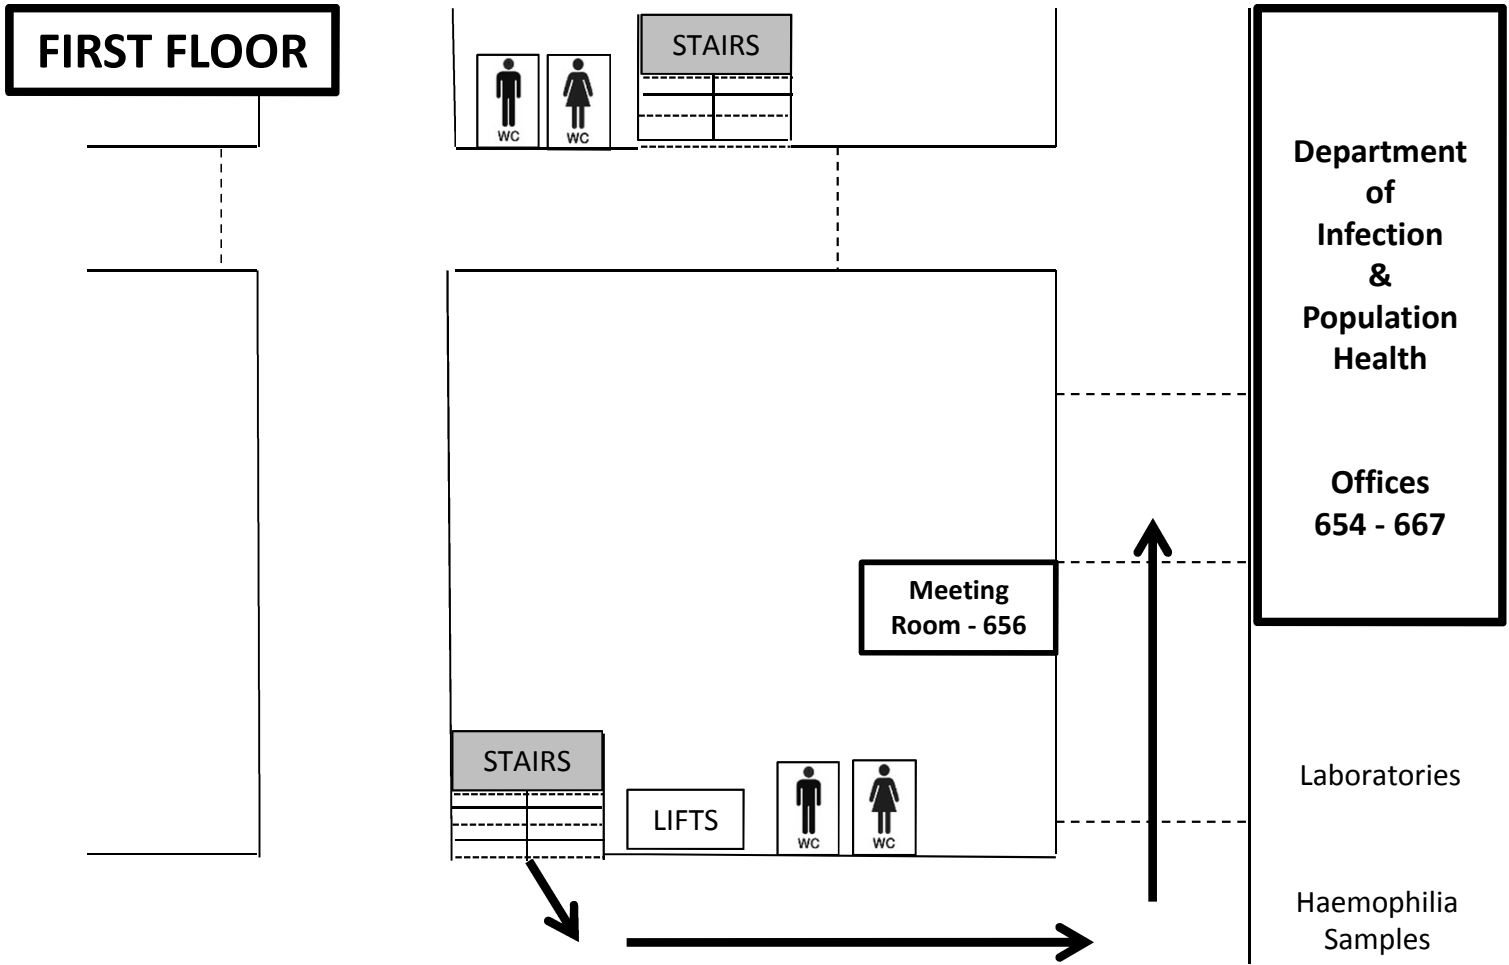 FIRST FLOOR
STAIRS
WC
WC
Department
of
Infection
&
Population
Health
Offices
654 - 667
Meeting
Room - 656
STAIRS
LIFTS
WC
WC
Laboratories
Haemophilia
Samples